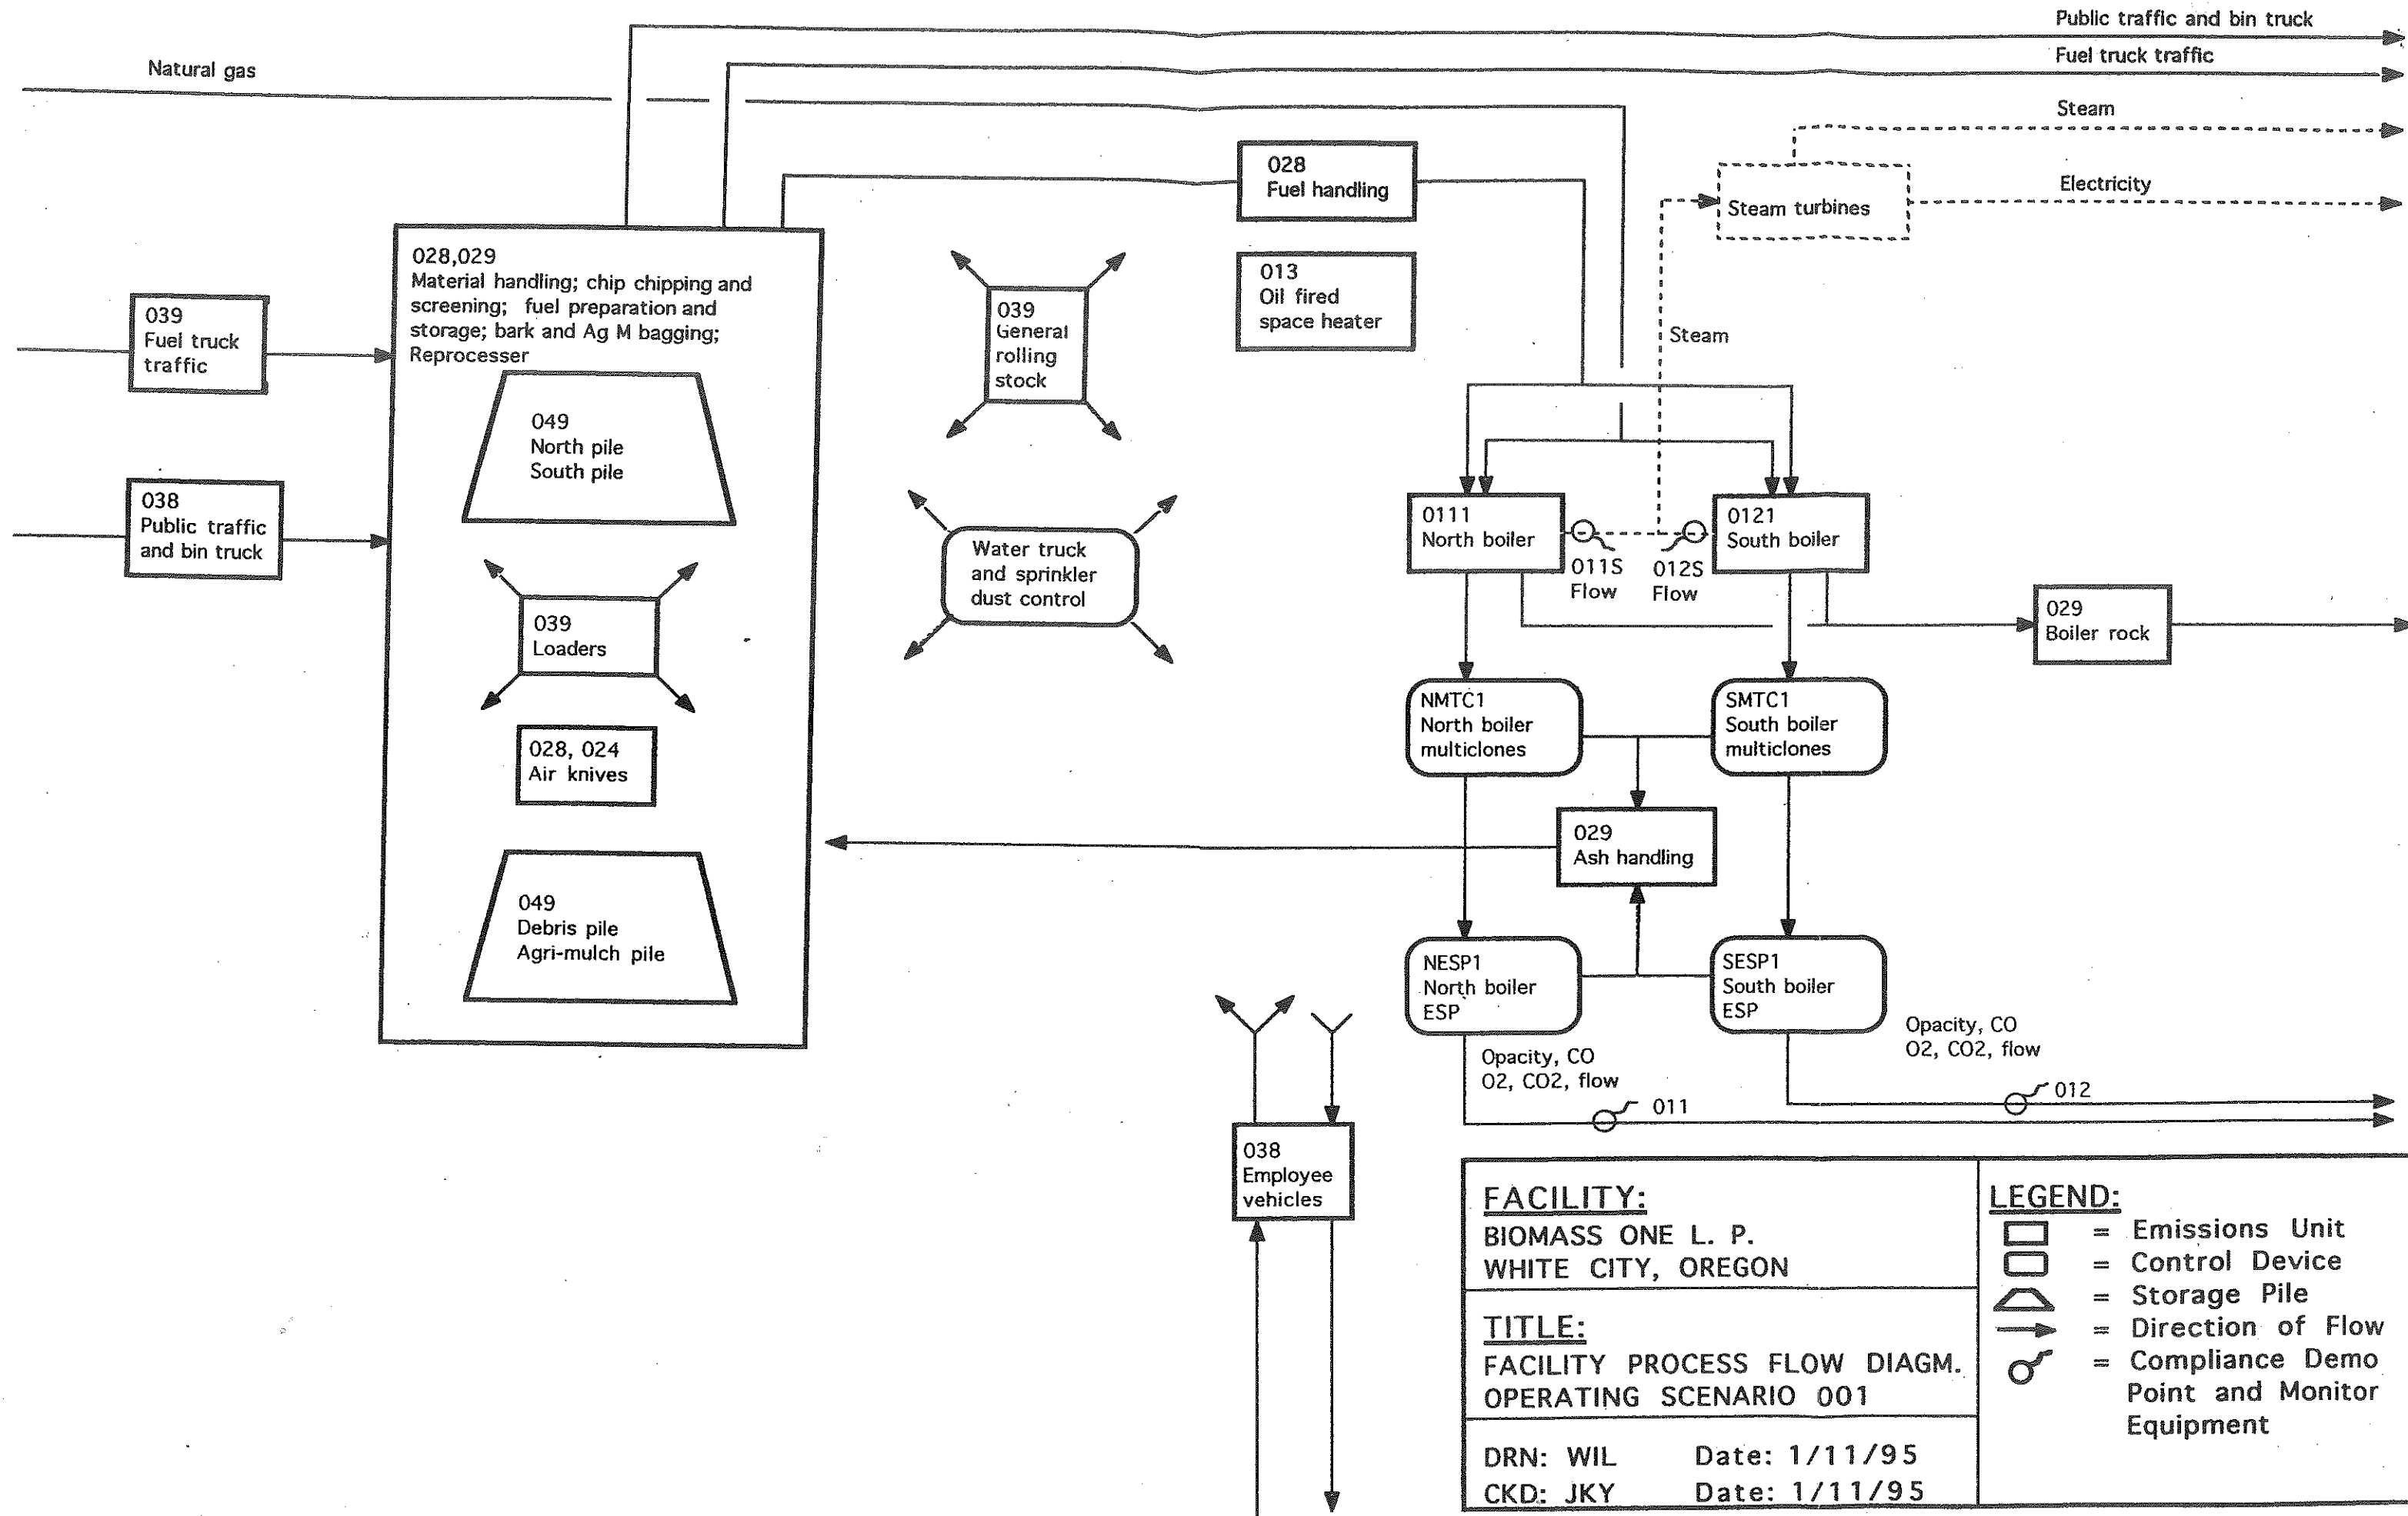 Public traffic and bin truck
Fuel truck traffic
Natural gas
Steam
Electricity
Steam turbines
Steam
028
Fuel handling
013
Oil fired
space heater
028,029
Material handling; chip chipping and
screening; fuel preparation and
storage; bark and Ag M bagging;
Reprocesser
039
Fuel truck
traffic
038
Public traffic
and bin truck
049
North pile
South pile
039
Loaders
028, 024
Air knives
049
Debris pile
Agri-mulch pile
039
General
rolling
stock
Water truck
and sprinkler
dust control
0111
North boiler
011S
Flow
012S
Flow
0121
South boiler
029
Boiler rock
NMTC1
North boiler
multiclones
SMTC1
South boiler
multiclones
029
Ash handling
NESP1
North boiler
ESP
SESP1
South boiler
ESP
Opacity, CO
O2, CO2, flow
Opacity, CO
O2, CO2, flow
011
012
038
Employee
vehicles
FACILITY:
BIOMASS ONE L. P.
WHITE CITY, OREGON
TITLE:
FACILITY PROCESS FLOW DIAGM.
OPERATING SCENARIO 001
DRN: WIL Date: 1/11/95
CKD: JKY Date: 1/11/95
LEGEND:
= Emissions Unit
= Control Device
= Storage Pile
= Direction of Flow
= Compliance Demo
Point and Monitor
Equipment